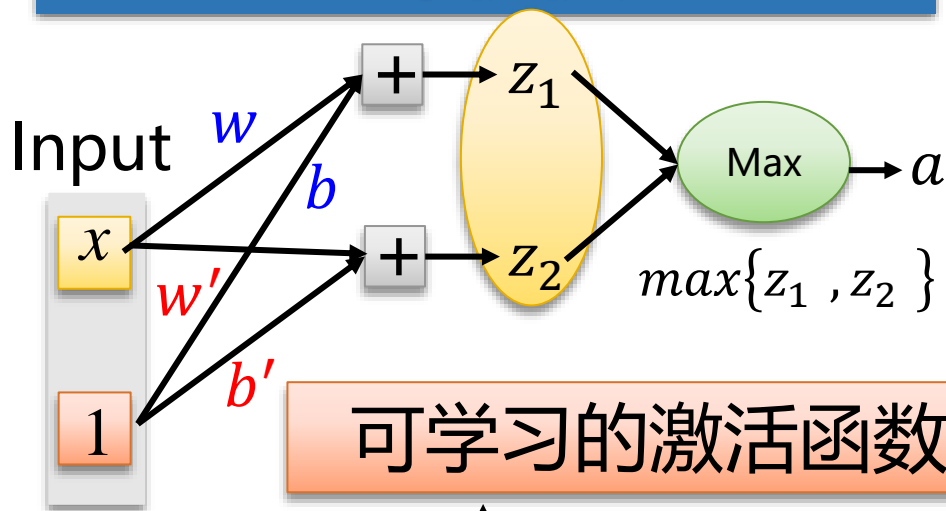 Input
x
1
w
b
w′
b′
+
+
z₁
z₂
Max
a
max{z₁ , z₂ }
可学习的激活函数